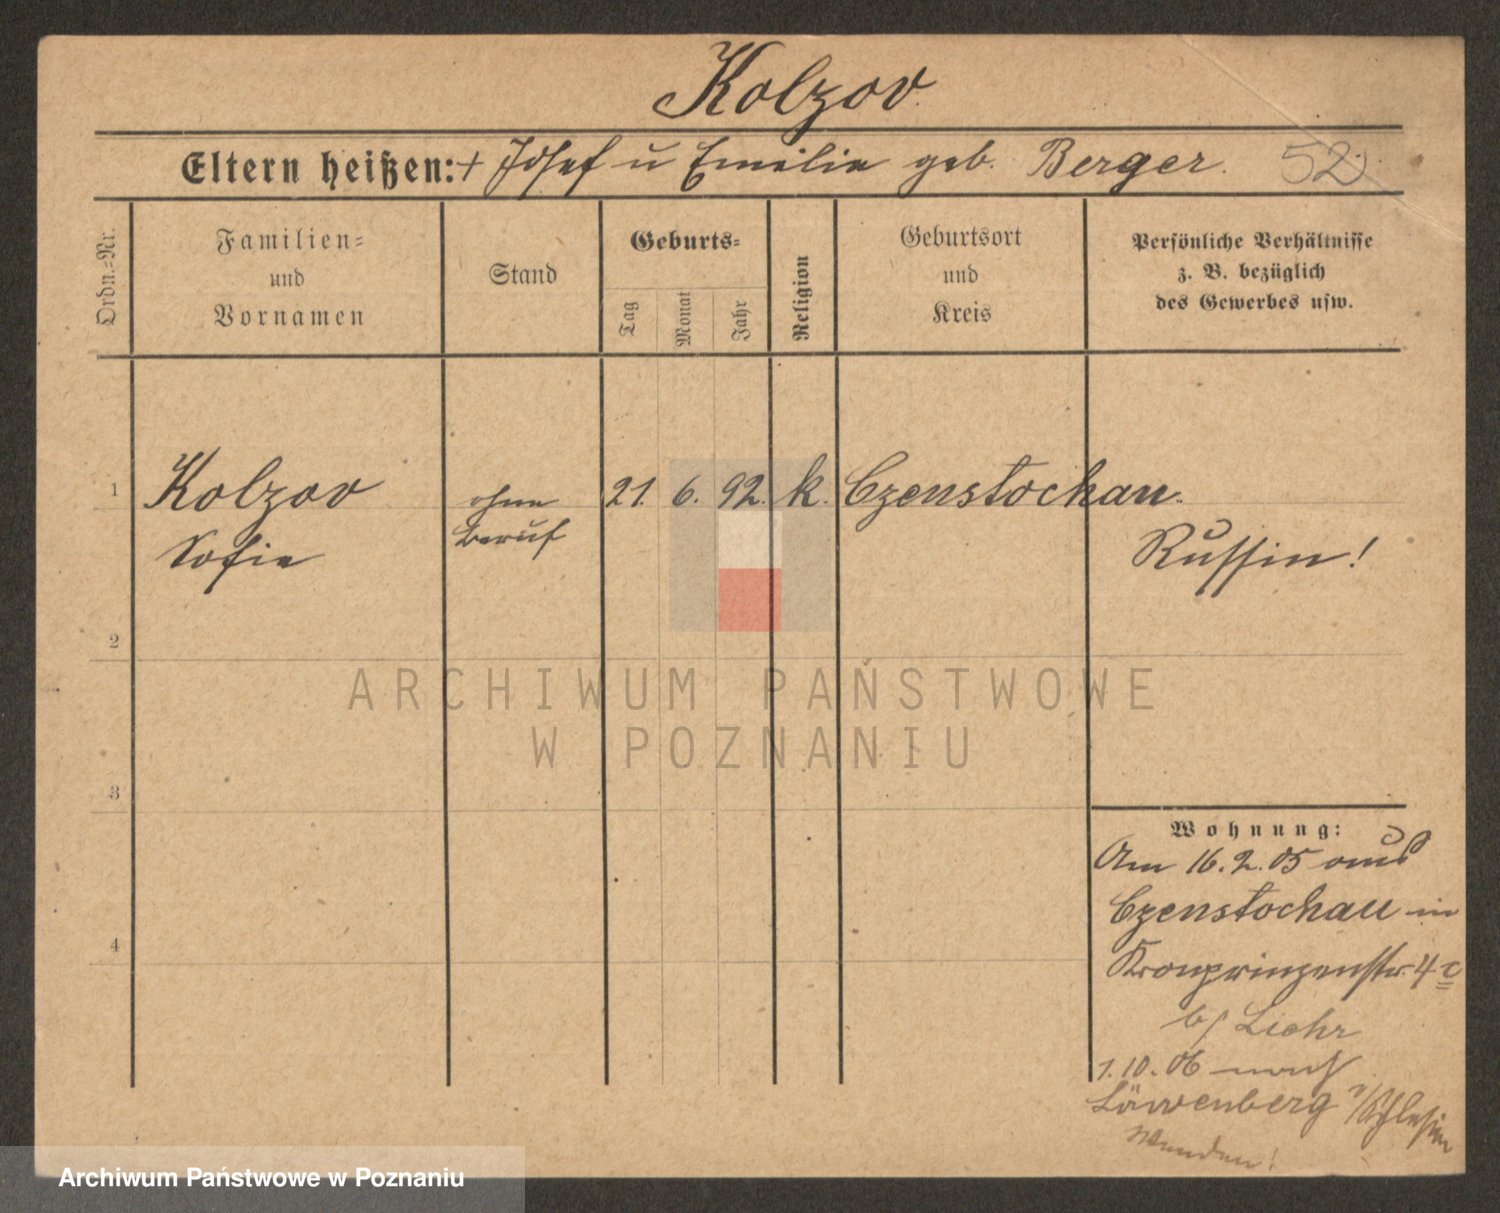 Kolzov.
Eltern heißen: + Josef u Emilie geb. Berger. 52
Ordn.=Nr.
Familien=
und
Vornamen
Stand
Geburts=
Tag
Monat
Jahr
Religion
Geburtsort
und
Kreis
Persönliche Verhältnisse
z. B. bezüglich
des Gewerbes usw.
1 Kolzov ohne 21. 6. 92. k. Czenstochau.
Sofie Beruf Russin!
2
3
4
Wohnung:
Am 16.2.05 aus
Czenstochau in
Kronprinzenstr. 4c
b/ Liehr
1.10.06 nach
Löwenberg i/Schlesien
ARCHIWUM PAŃSTWOWE
W POZNANIU
Archiwum Państwowe w Poznaniu